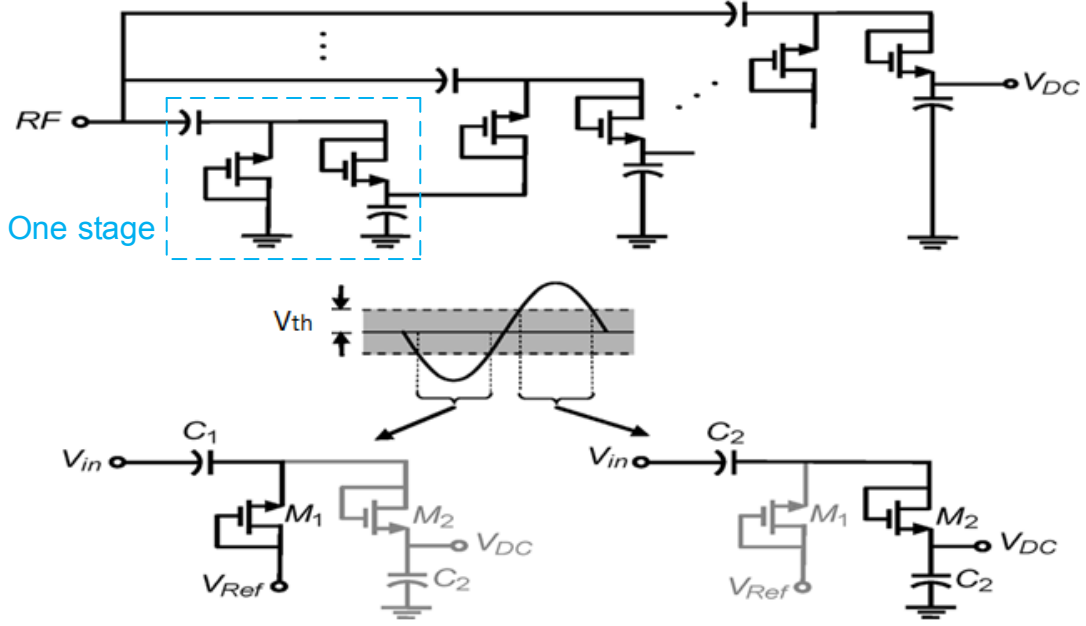 RF
VDC
One stage
Vth
C1
Vin
M1
M2
VDC
VRef
C2
C2
Vin
M1
M2
VDC
VRef
C2